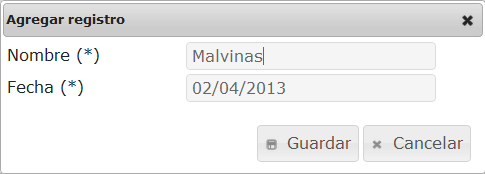 Agregar registro
Nombre (*) Malvinas
Fecha (*) 02/04/2013
Guardar Cancelar